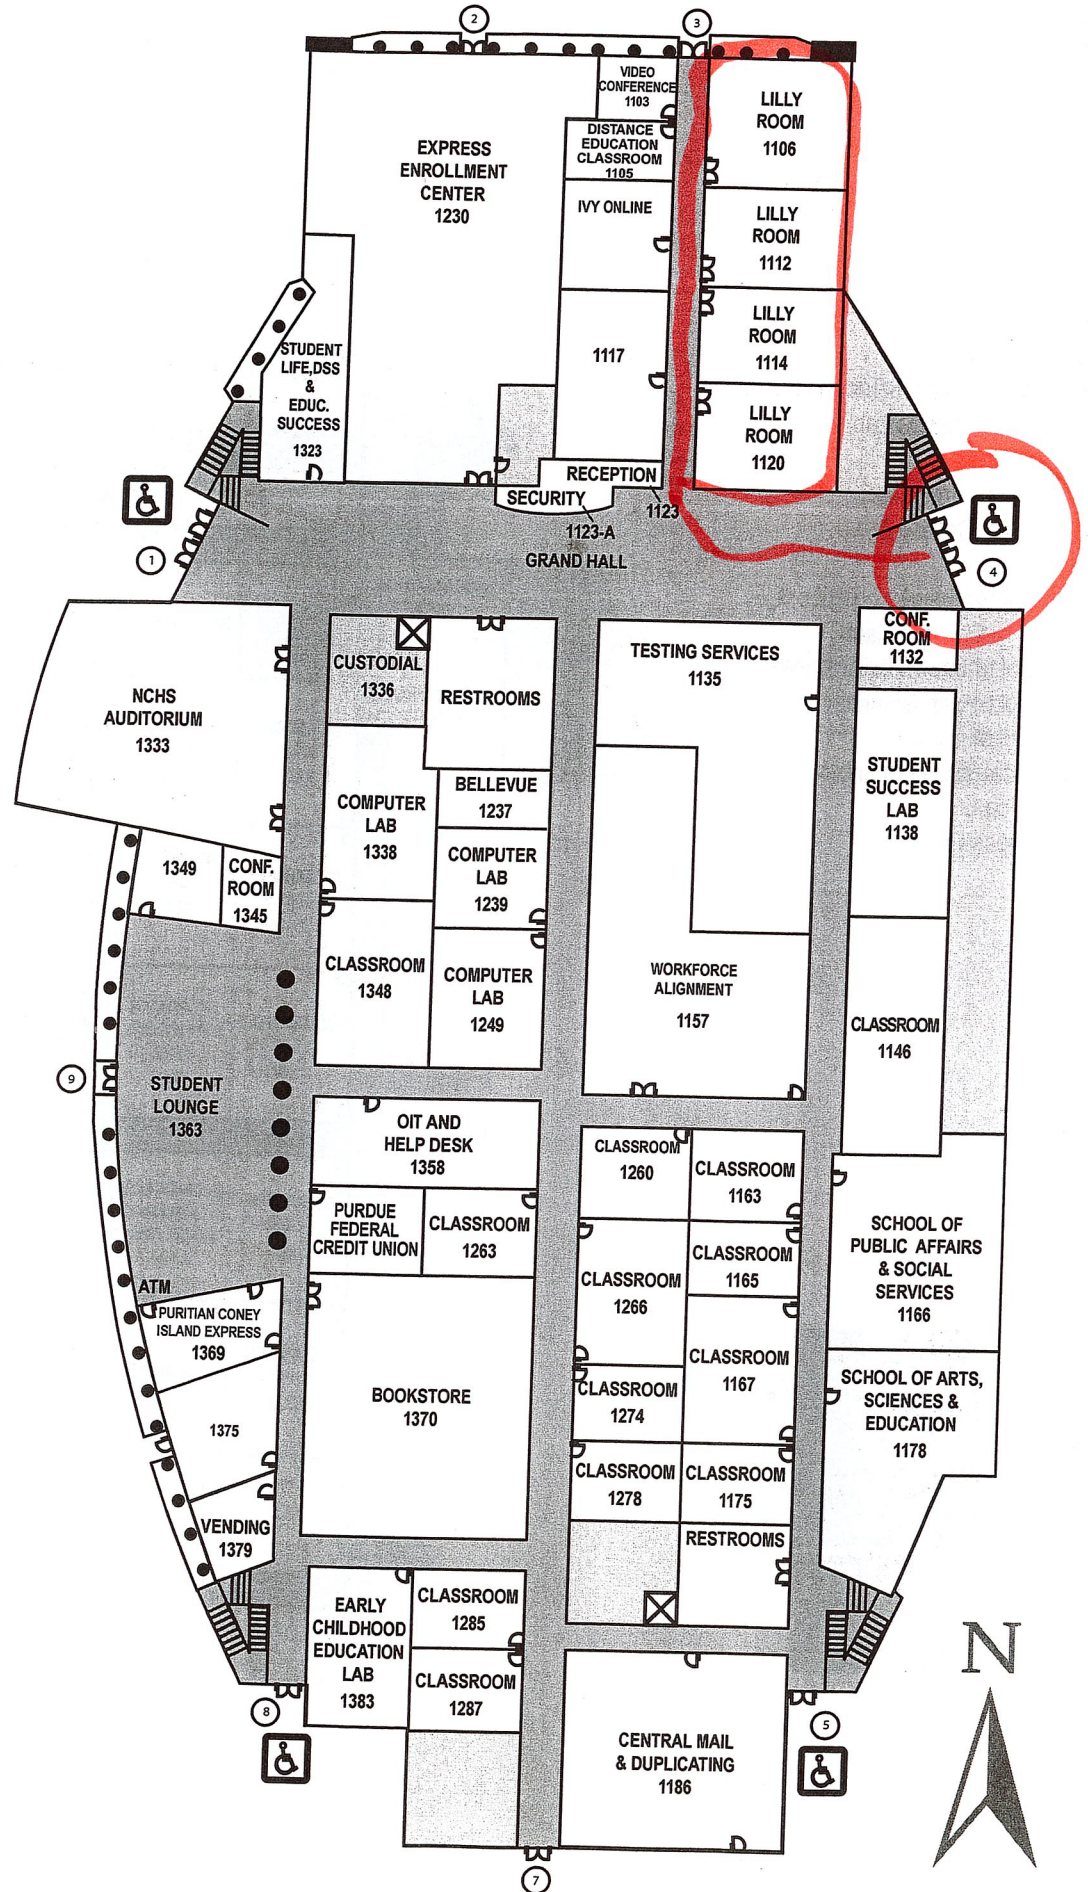 2
3
VIDEO
CONFERENCE
1103
LILLY
ROOM
1106
DISTANCE
EDUCATION
CLASSROOM
1105
EXPRESS
ENROLLMENT
CENTER
1230
IVY ONLINE
LILLY
ROOM
1112
LILLY
ROOM
1114
1117
STUDENT
LIFE,DSS
&
EDUC.
SUCCESS
1323
LILLY
ROOM
1120
RECEPTION
1123
SECURITY
1123-A
GRAND HALL
1
4
CONF.
ROOM
1132
NCHS
AUDITORIUM
1333
CUSTODIAL
1336
RESTROOMS
TESTING SERVICES
1135
BELLEVUE
1237
COMPUTER
LAB
1338
STUDENT
SUCCESS
LAB
1138
COMPUTER
LAB
1239
1349
CONF.
ROOM
1345
CLASSROOM
1348
COMPUTER
LAB
1249
WORKFORCE
ALIGNMENT
1157
CLASSROOM
1146
9
STUDENT
LOUNGE
1363
OIT AND
HELP DESK
1358
CLASSROOM
1260
CLASSROOM
1163
PURDUE
FEDERAL
CREDIT UNION
CLASSROOM
1263
SCHOOL OF
PUBLIC AFFAIRS
& SOCIAL
SERVICES
1166
CLASSROOM
1266
CLASSROOM
1165
ATM
PURITIAN CONEY
ISLAND EXPRESS
1369
CLASSROOM
1167
SCHOOL OF ARTS,
SCIENCES &
EDUCATION
1178
BOOKSTORE
1370
CLASSROOM
1274
1375
CLASSROOM
1278
CLASSROOM
1175
VENDING
1379
RESTROOMS
EARLY
CHILDHOOD
EDUCATION
LAB
1383
CLASSROOM
1285
CLASSROOM
1287
N
8
5
CENTRAL MAIL
& DUPLICATING
1186
7